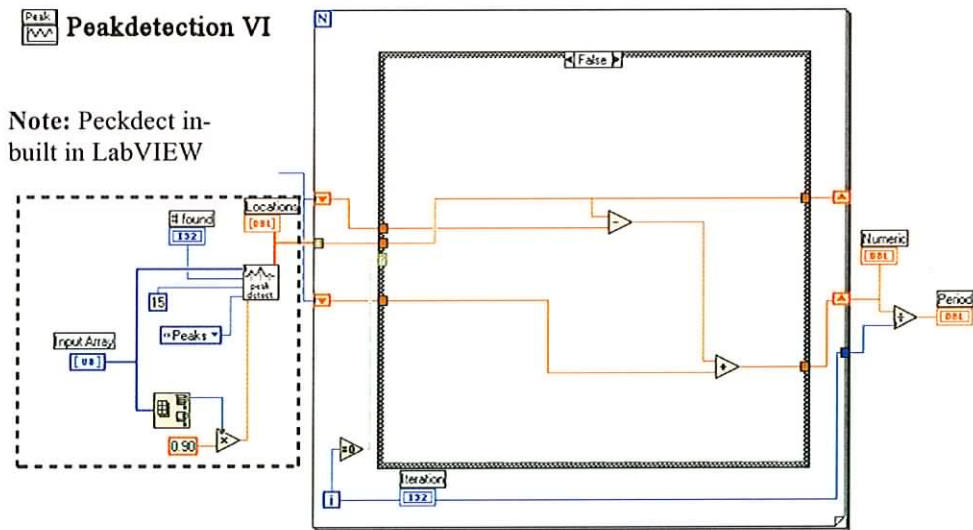 Peak
Peakdetection VI
Note: Peckdect in-
built in LabVIEW
N
False
Locations
DBL
# found
I32
peak
detect
15
Peaks
Input Array
U8
0.90
x
-
+
=0
i
Iteration
I32
Numeric
DBL
÷
Period
DBL